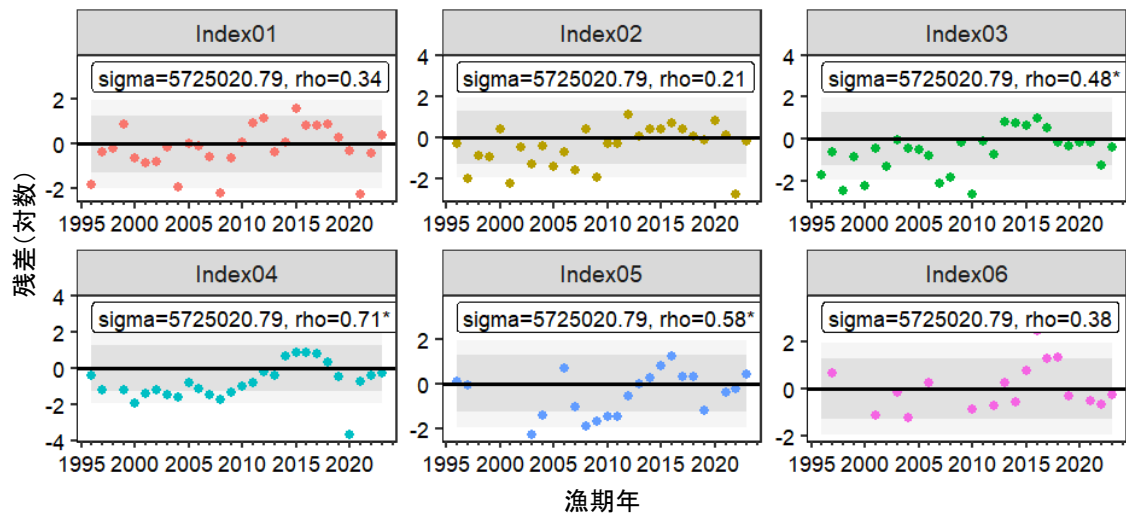 Index01 Index02 Index03
sigma=5725020.79, rho=0.34 sigma=5725020.79, rho=0.21 sigma=5725020.79, rho=0.48*
2 0 -2
4 2 0 -2
4 2 0 -2
1995 2000 2005 2010 2015 2020 1995 2000 2005 2010 2015 2020 1995 2000 2005 2010 2015 2020
残差(対数)
Index04 Index05 Index06
sigma=5725020.79, rho=0.71* sigma=5725020.79, rho=0.58* sigma=5725020.79, rho=0.38
4 2 0 -2 -4
2 0 -2
2 0 -2
1995 2000 2005 2010 2015 2020 1995 2000 2005 2010 2015 2020 1995 2000 2005 2010 2015 2020
漁期年